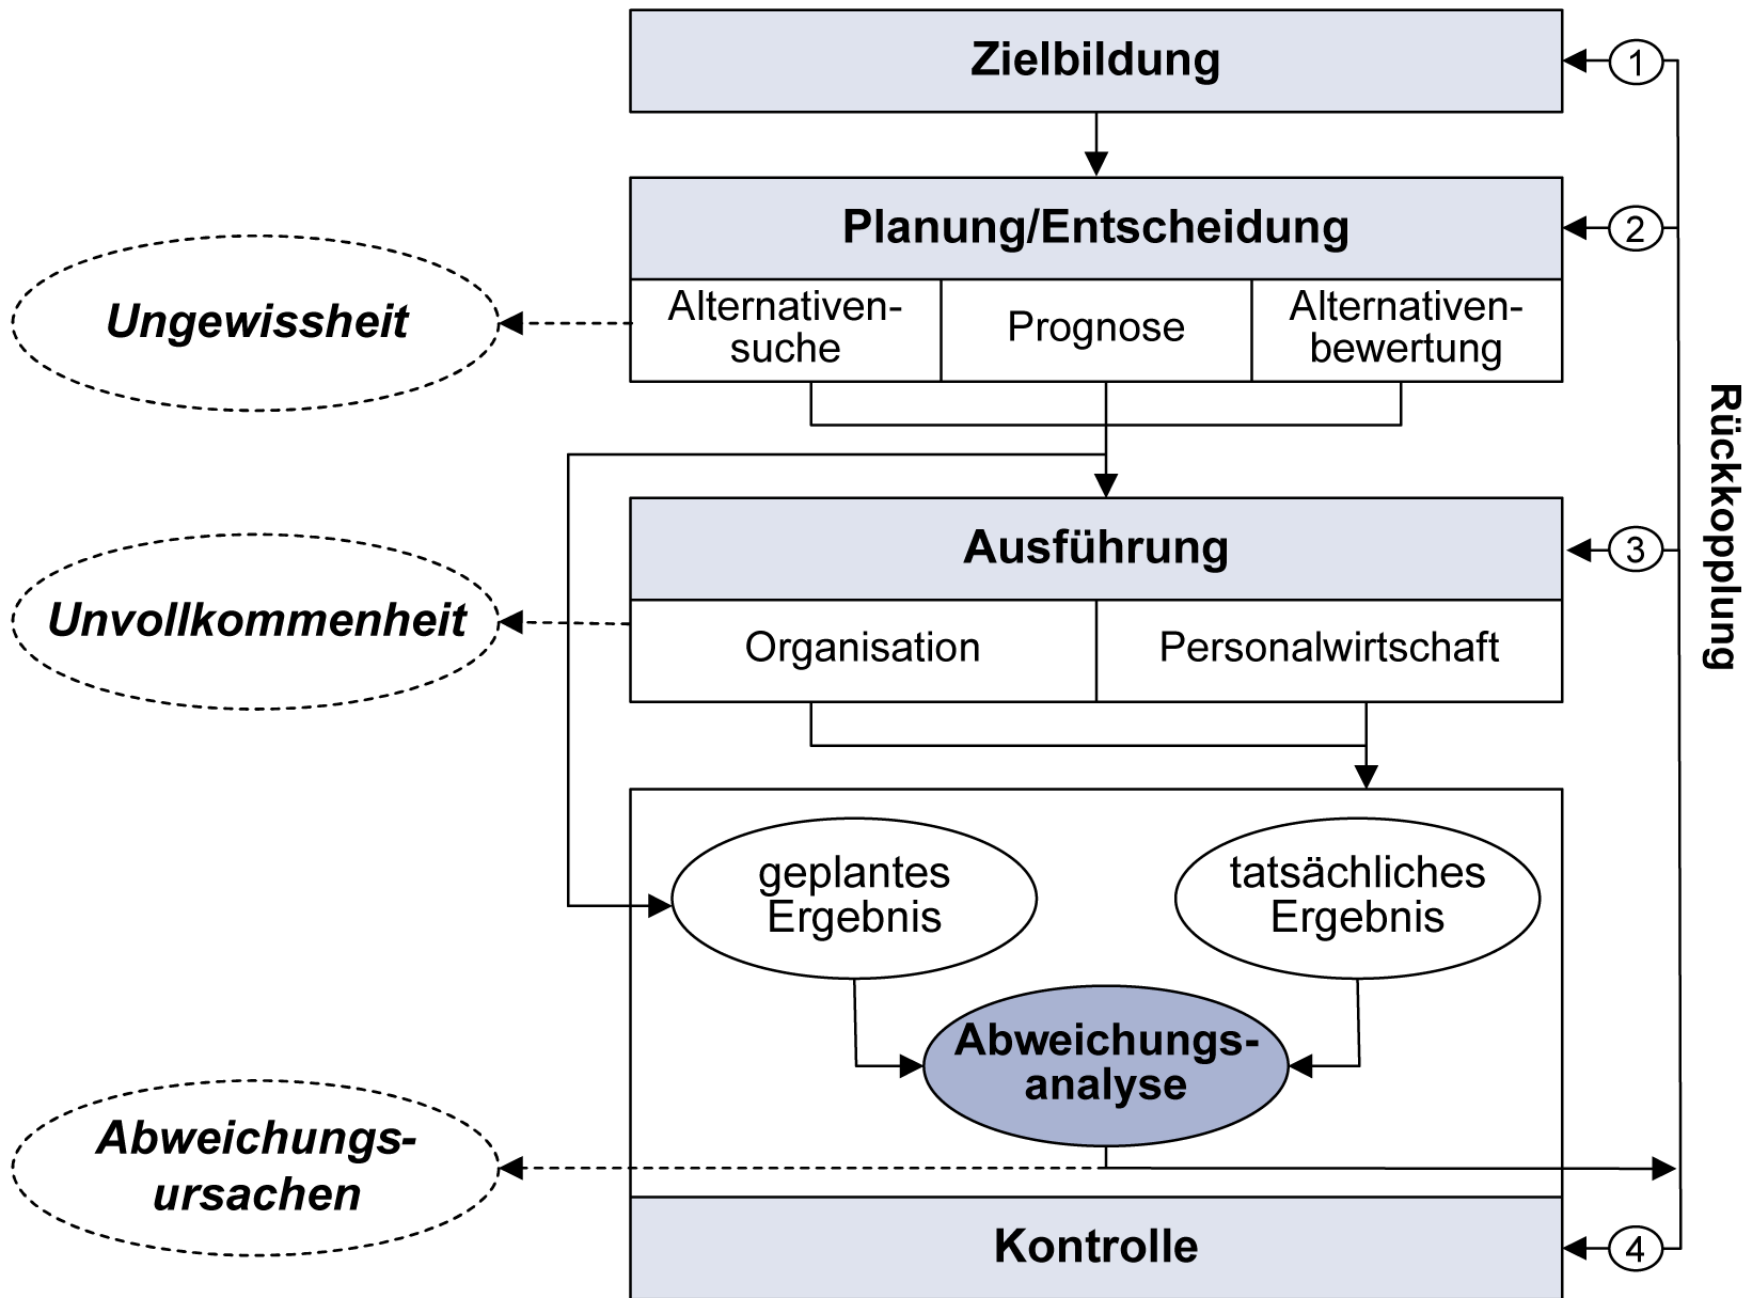 Zielbildung
1
Planung/Entscheidung
2
Alternativen-
suche
Prognose
Alternativen-
bewertung
Ungewissheit
Rückkopplung
Ausführung
3
Organisation
Personalwirtschaft
Unvollkommenheit
geplantes
Ergebnis
tatsächliches
Ergebnis
Abweichungs-
analyse
Abweichungs-
ursachen
Kontrolle
4